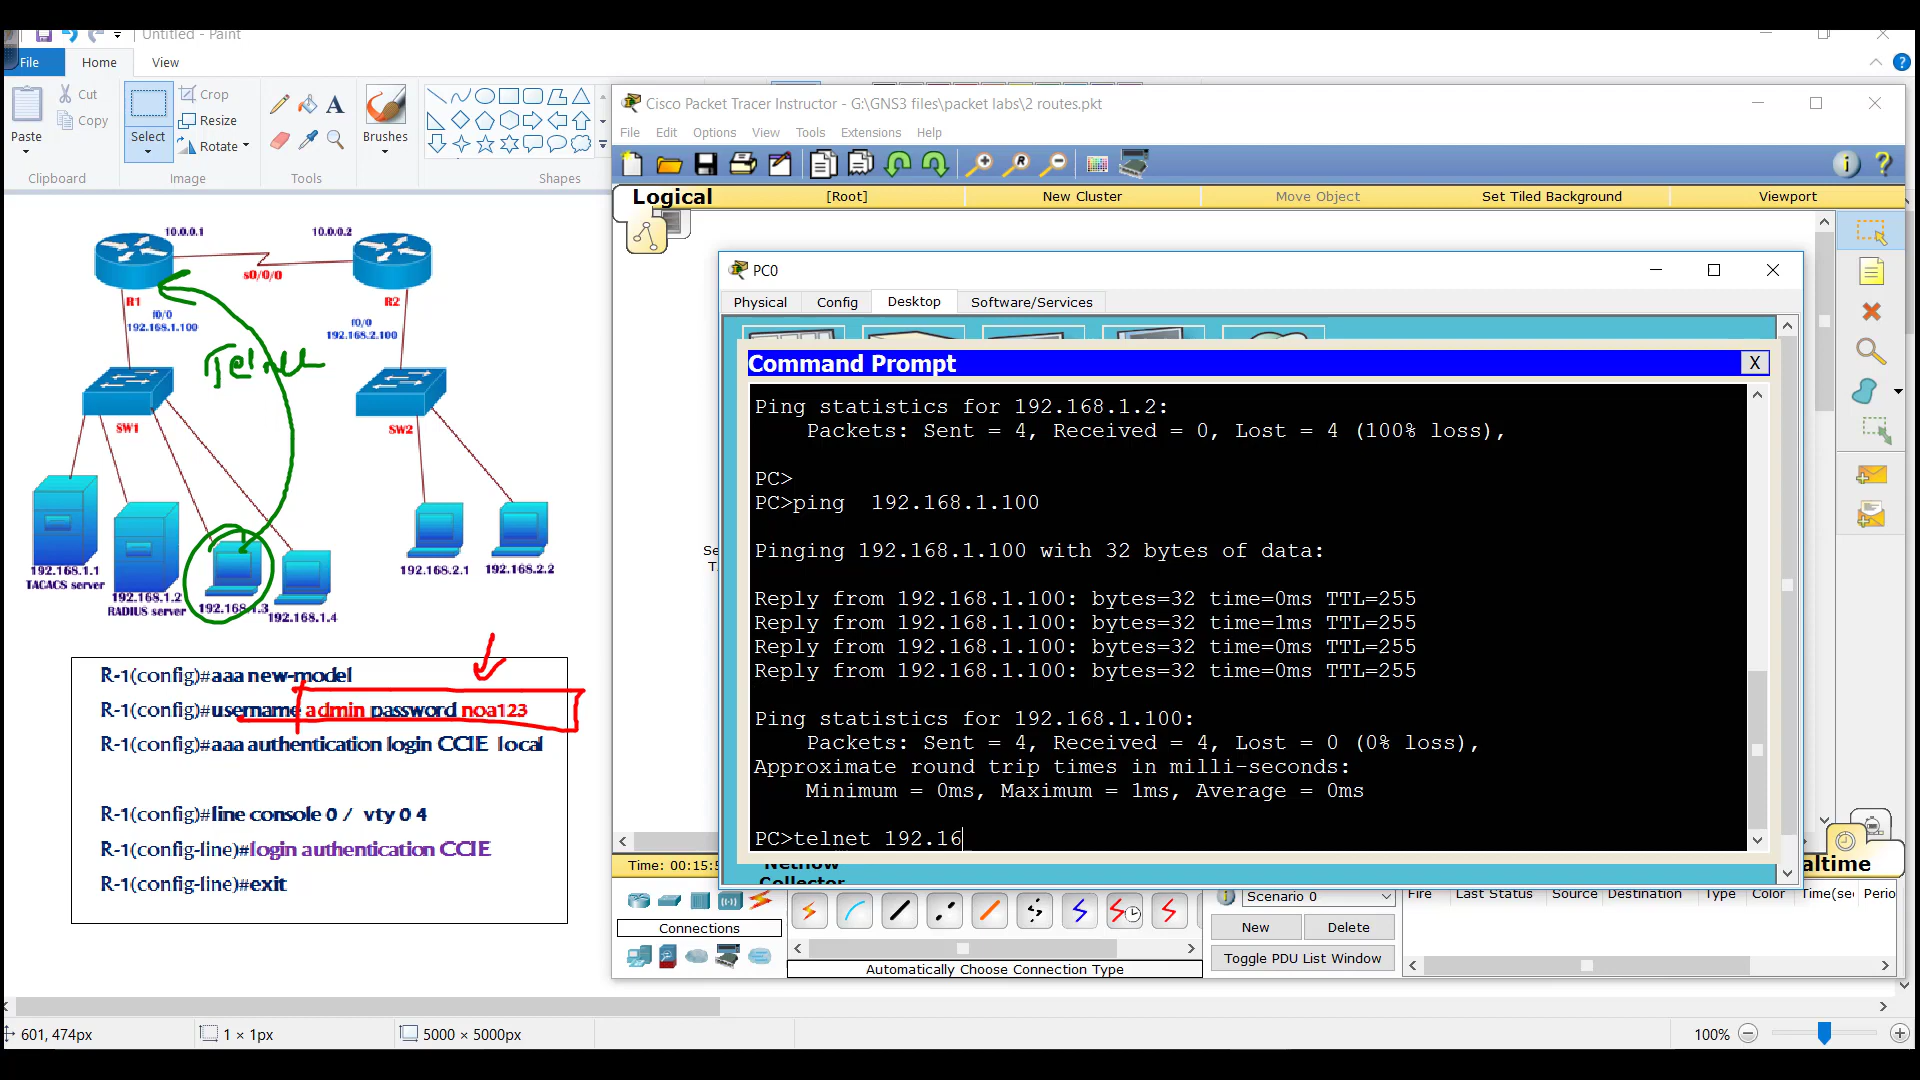 Untitled - Paint
File Home View
Cut
Copy
Paste
Clipboard
Select
Crop
Resize
Rotate
Image
Tools
Brushes
Shapes
10.0.0.1
10.0.0.2
s0/0/0
R1
R2
f0/0
192.168.1.100
f0/0
192.168.2.100
Telnet
SW1
SW2
192.168.1.1
TACACS server
192.168.1.2
RADIUS server
192.168.1.3
192.168.1.4
192.168.2.1
192.168.2.2
R-1(config)#aaa new-model
R-1(config)#username admin password noa123
R-1(config)#aaa authentication login CCIE local
R-1(config)#line console 0 / vty 0 4
R-1(config-line)#login authentication CCIE
R-1(config-line)#exit
601, 474px
1 × 1px
5000 × 5000px
100%
Cisco Packet Tracer Instructor - G:\GNS3 files\packet labs\2 routes.pkt
File Edit Options View Tools Extensions Help
Logical [Root] New Cluster Move Object Set Tiled Background Viewport
PC0
Physical Config Desktop Software/Services
Command Prompt X
Ping statistics for 192.168.1.2:
Packets: Sent = 4, Received = 0, Lost = 4 (100% loss),
PC>
PC>ping 192.168.1.100
Pinging 192.168.1.100 with 32 bytes of data:
Reply from 192.168.1.100: bytes=32 time=0ms TTL=255
Reply from 192.168.1.100: bytes=32 time=1ms TTL=255
Reply from 192.168.1.100: bytes=32 time=0ms TTL=255
Reply from 192.168.1.100: bytes=32 time=0ms TTL=255
Ping statistics for 192.168.1.100:
Packets: Sent = 4, Received = 4, Lost = 0 (0% loss),
Approximate round trip times in milli-seconds:
Minimum = 0ms, Maximum = 1ms, Average = 0ms
PC>telnet 192.16
Se
Netflow
Collector
Time: 00:15:5
altime
Connections
Automatically Choose Connection Type
Scenario 0
New Delete
Toggle PDU List Window
Fire Last Status Source Destination Type Color Time(sec Perio